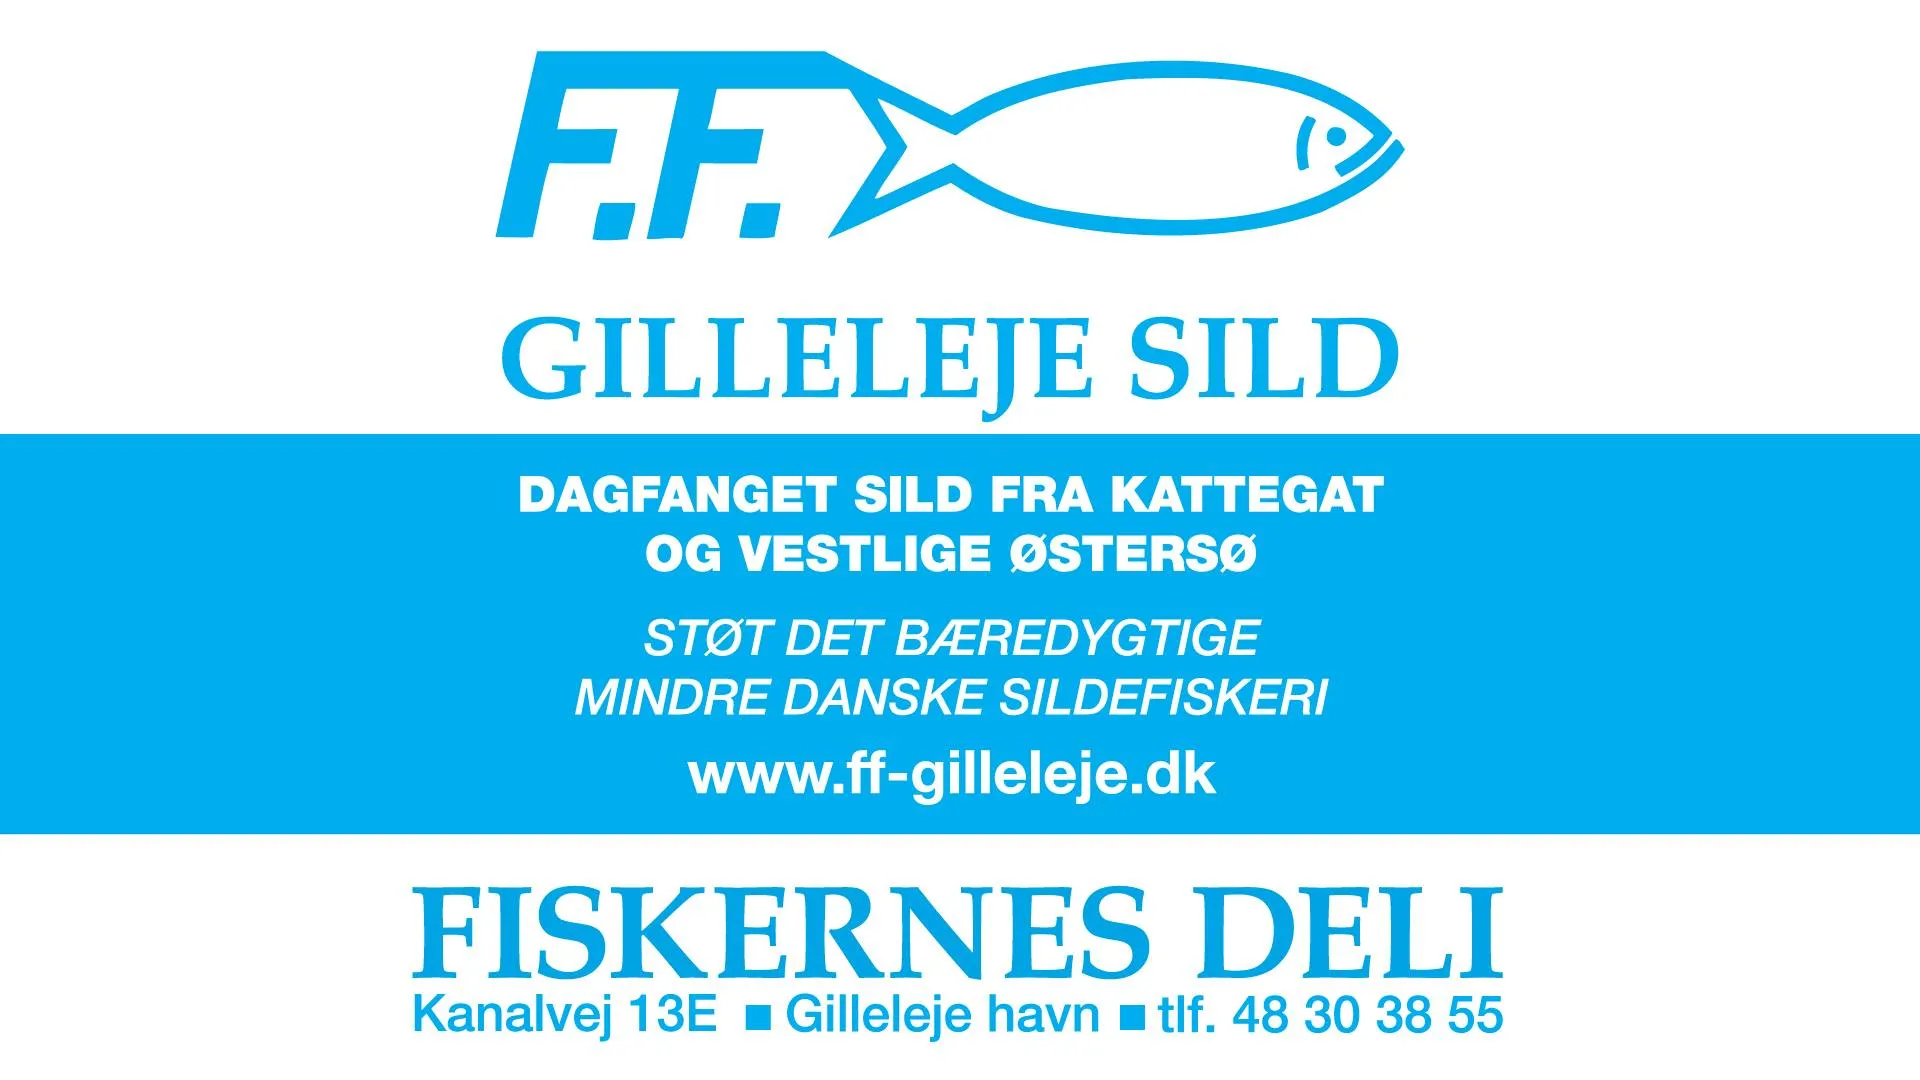 F.F.
GILLELEJE SILD
DAGFANGET SILD FRA KATTEGAT
OG VESTLIGE ØSTERSØ
STØT DET BÆREDYGTIGE
MINDRE DANSKE SILDEFISKERI
www.ff-gilleleje.dk
FISKERNES DELI
Kanalvej 13E ■ Gilleleje havn ■ tlf. 48 30 38 55